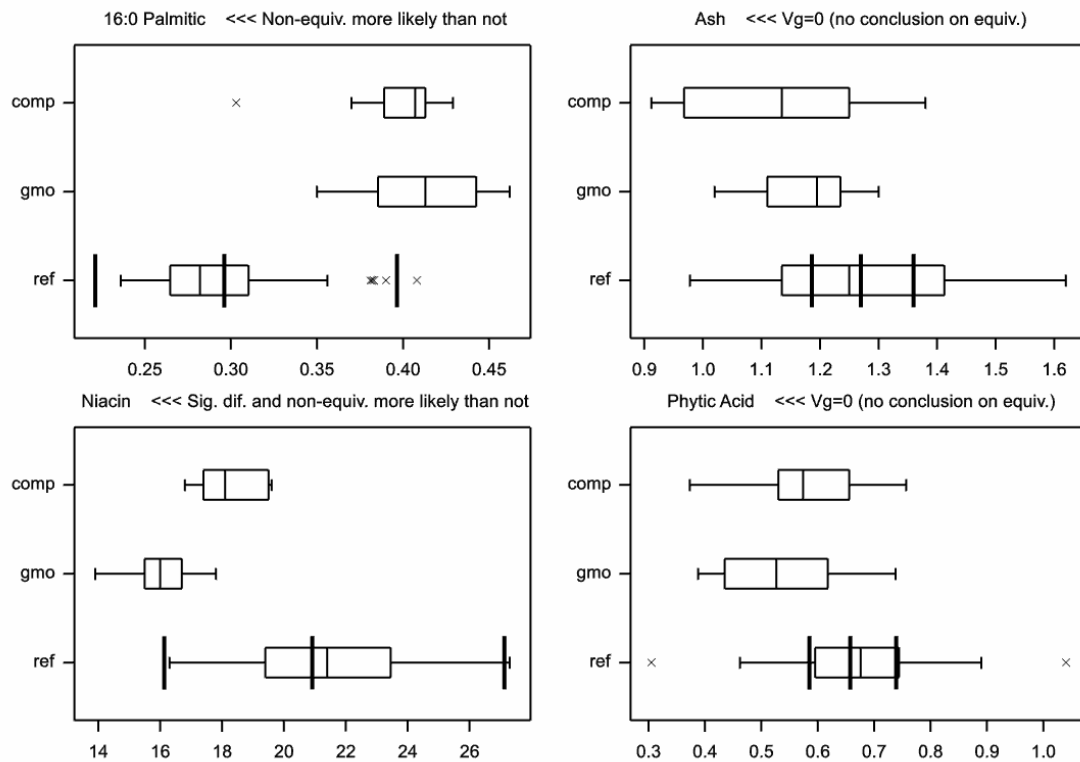 16:0 Palmitic <<< Non-equiv. more likely than not
comp
gmo
ref
0.25 0.30 0.35 0.40 0.45
Ash <<< Vg=0 (no conclusion on equiv.)
comp
gmo
ref
0.9 1.0 1.1 1.2 1.3 1.4 1.5 1.6
Niacin <<< Sig. dif. and non-equiv. more likely than not
comp
gmo
ref
14 16 18 20 22 24 26
Phytic Acid <<< Vg=0 (no conclusion on equiv.)
comp
gmo
ref
0.3 0.4 0.5 0.6 0.7 0.8 0.9 1.0